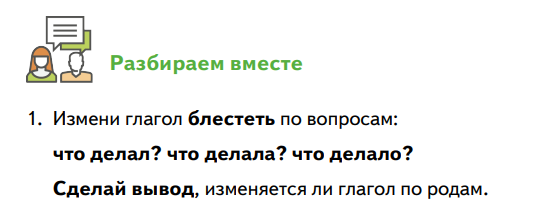 Разбираем вместе
1. Измени глагол блестеть по вопросам:
что делал? что делала? что делало?
Сделай вывод, изменяется ли глагол по родам.